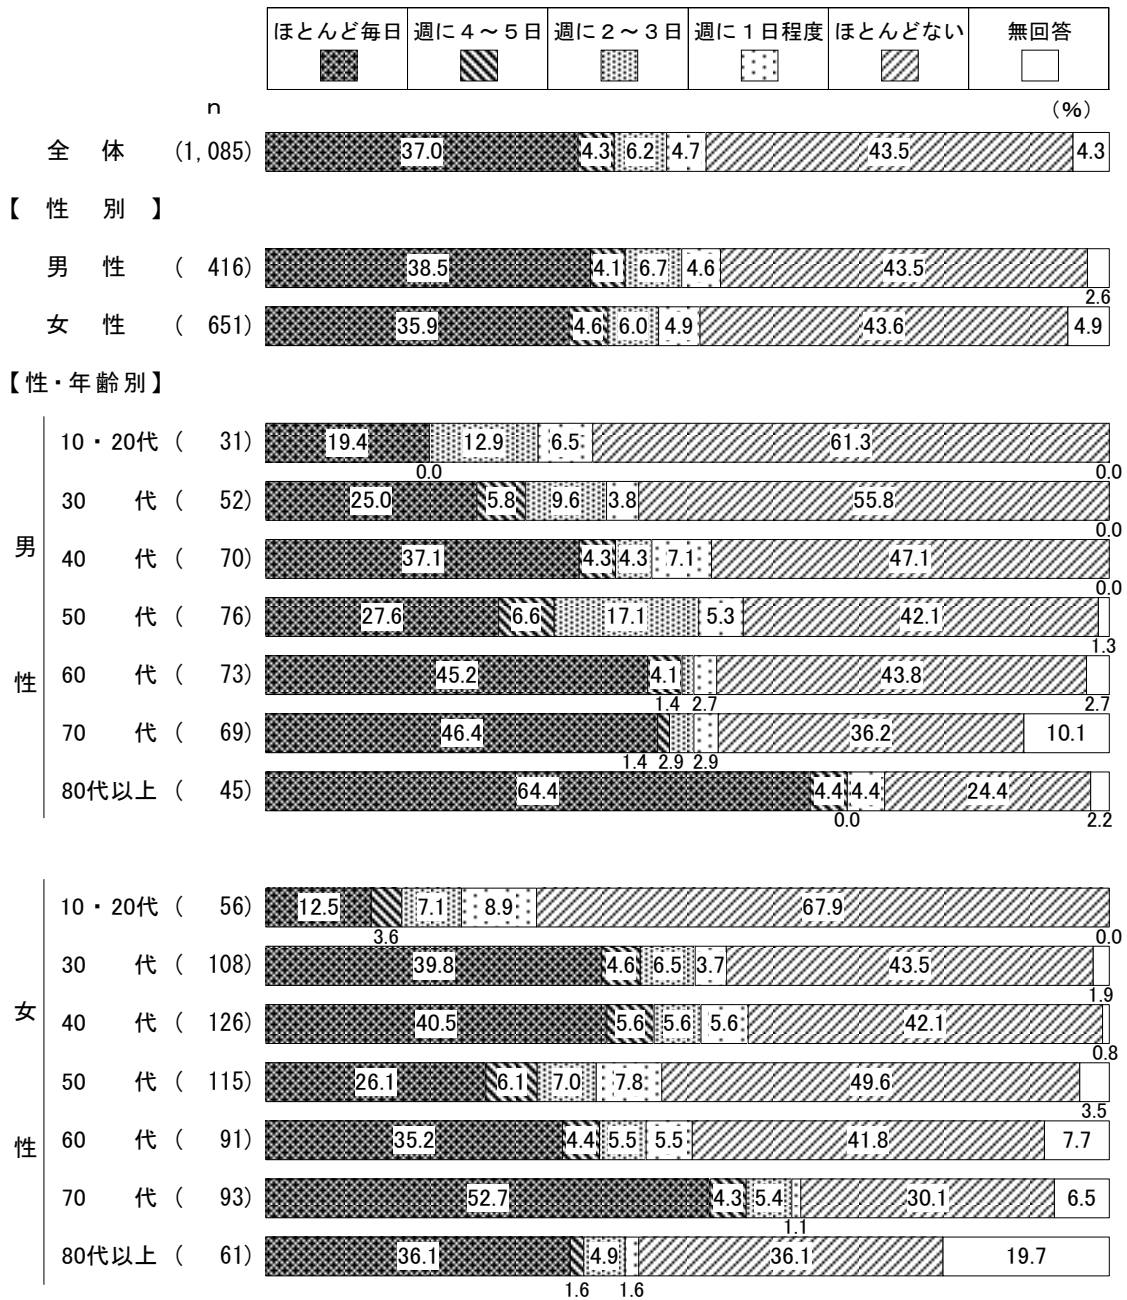 ほとんど毎日 週に４～５日 週に２～３日 週に１日程度 ほとんどない 無回答
ｎ （％）
全 体 (1,085) 37.0 4.3 6.2 4.7 43.5 4.3
【 性 別 】
男 性 ( 416) 38.5 4.1 6.7 4.6 43.5
2.6
女 性 ( 651) 35.9 4.6 6.0 4.9 43.6 4.9
【性・年齢別】
10・20代 ( 31) 19.4 12.9 6.5 61.3
0.0 0.0
30 代 ( 52) 25.0 5.8 9.6 3.8 55.8
0.0
男
40 代 ( 70) 37.1 4.3 4.3 7.1 47.1
0.0
50 代 ( 76) 27.6 6.6 17.1 5.3 42.1
1.3
性
60 代 ( 73) 45.2 4.1 43.8
1.4 2.7 2.7
70 代 ( 69) 46.4 36.2 10.1
1.4 2.9 2.9
80代以上 ( 45) 64.4 4.4 4.4 24.4
0.0 2.2
10・20代 ( 56) 12.5 7.1 8.9 67.9
3.6 0.0
30 代 ( 108) 39.8 4.6 6.5 3.7 43.5
1.9
女
40 代 ( 126) 40.5 5.6 5.6 5.6 42.1
0.8
50 代 ( 115) 26.1 6.1 7.0 7.8 49.6
3.5
性
60 代 ( 91) 35.2 4.4 5.5 5.5 41.8 7.7
70 代 ( 93) 52.7 4.3 5.4 30.1 6.5
1.1
80代以上 ( 61) 36.1 4.9 36.1 19.7
1.6 1.6